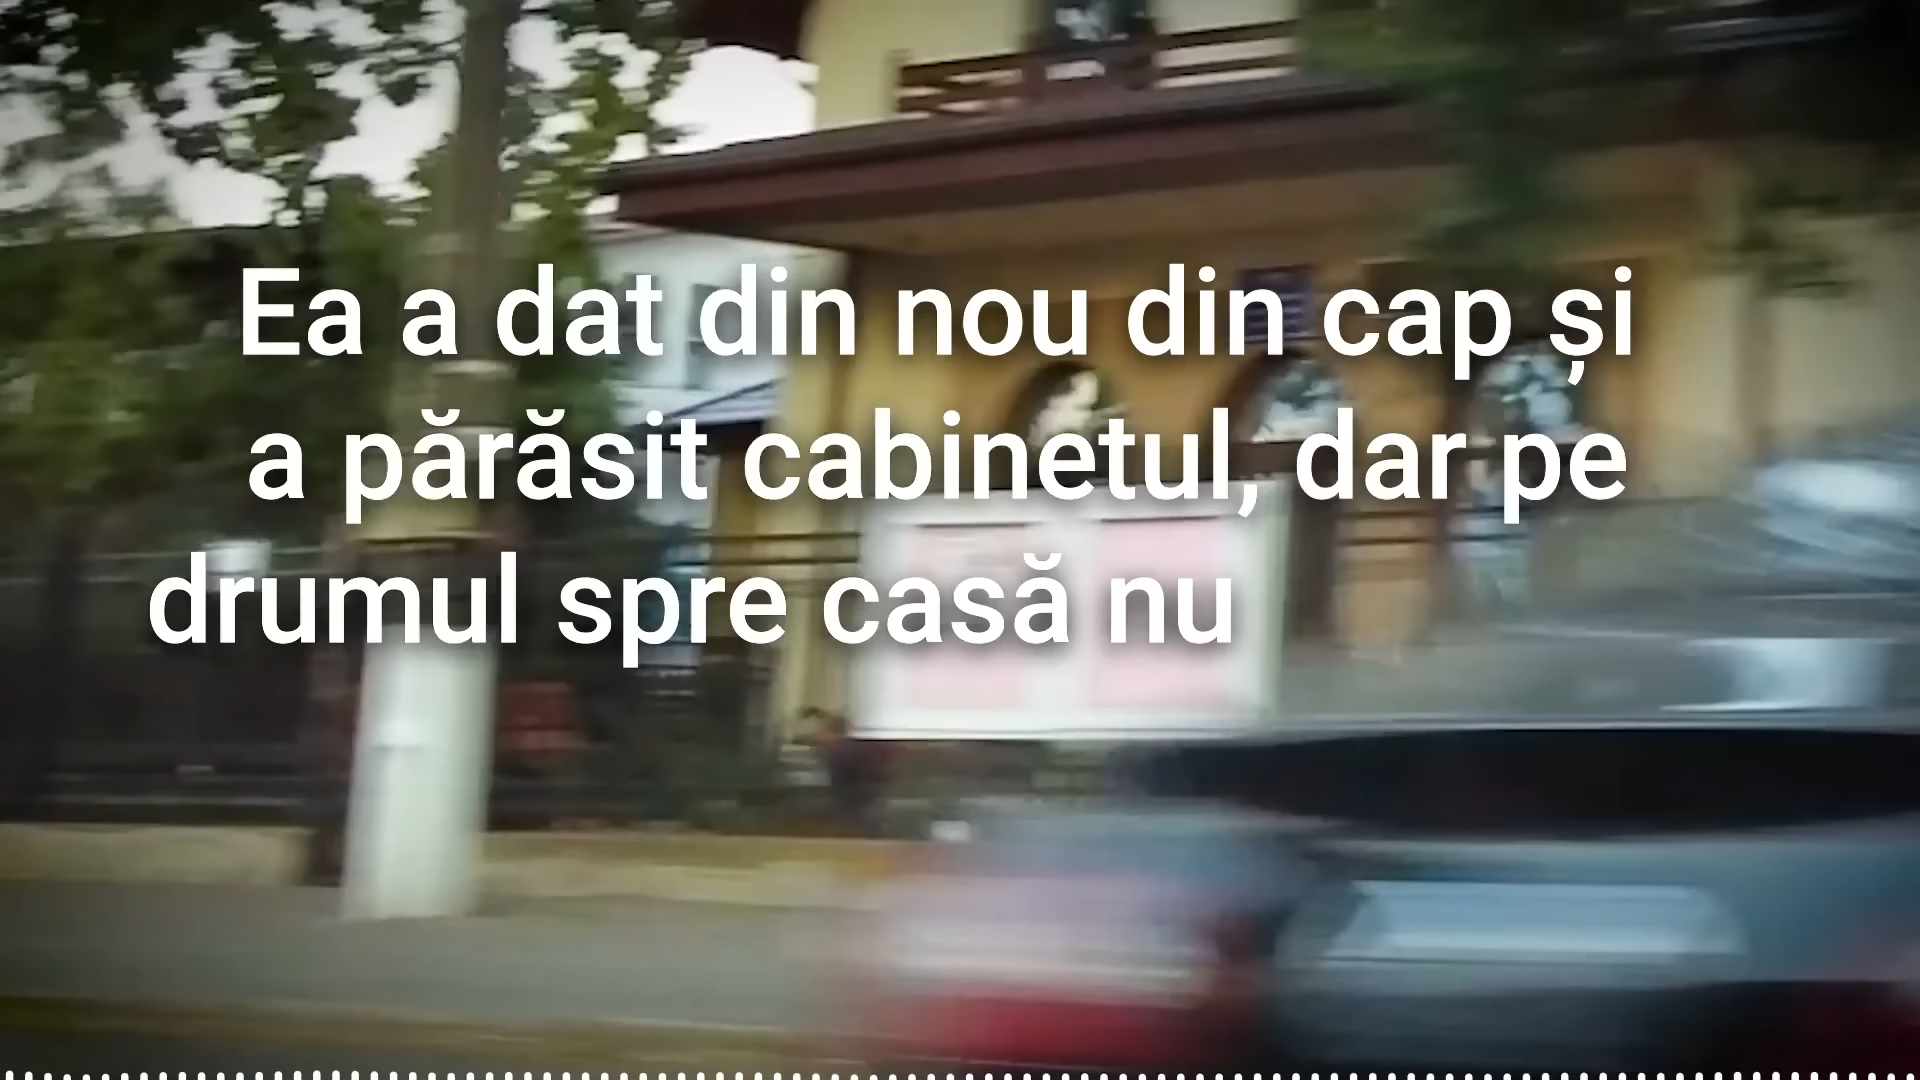 Ea a dat din nou din cap și
a părăsit cabinetul, dar pe
drumul spre casă nu